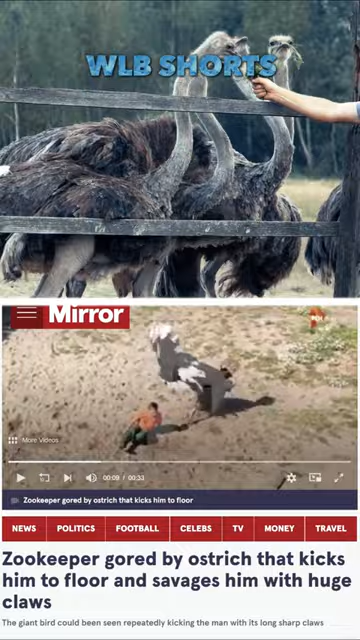 WLB SHORTS
Mirror
More Videos
00:09 / 00:33
Zookeeper gored by ostrich that kicks him to floor
NEWS POLITICS FOOTBALL CELEBS TV MONEY TRAVEL
Zookeeper gored by ostrich that kicks
him to floor and savages him with huge
claws
The giant bird could been seen repeatedly kicking the man with its long sharp claws